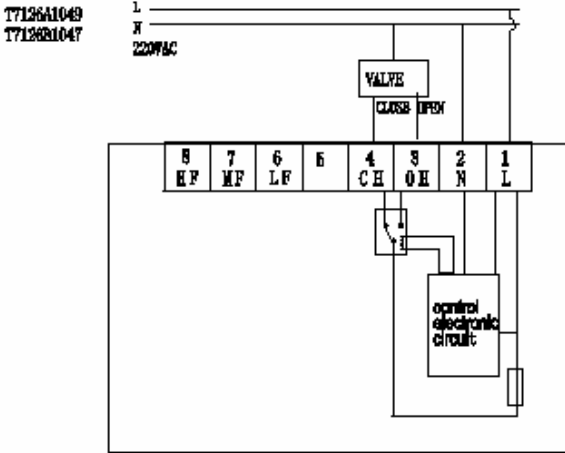 T7126A1049
T7126B1047
L
N
220VAC
VALVE
CLOSE OPEN
8 7 6 5 4 3 2 1
HF MF LF CH OH N L
control
electronic
circuit